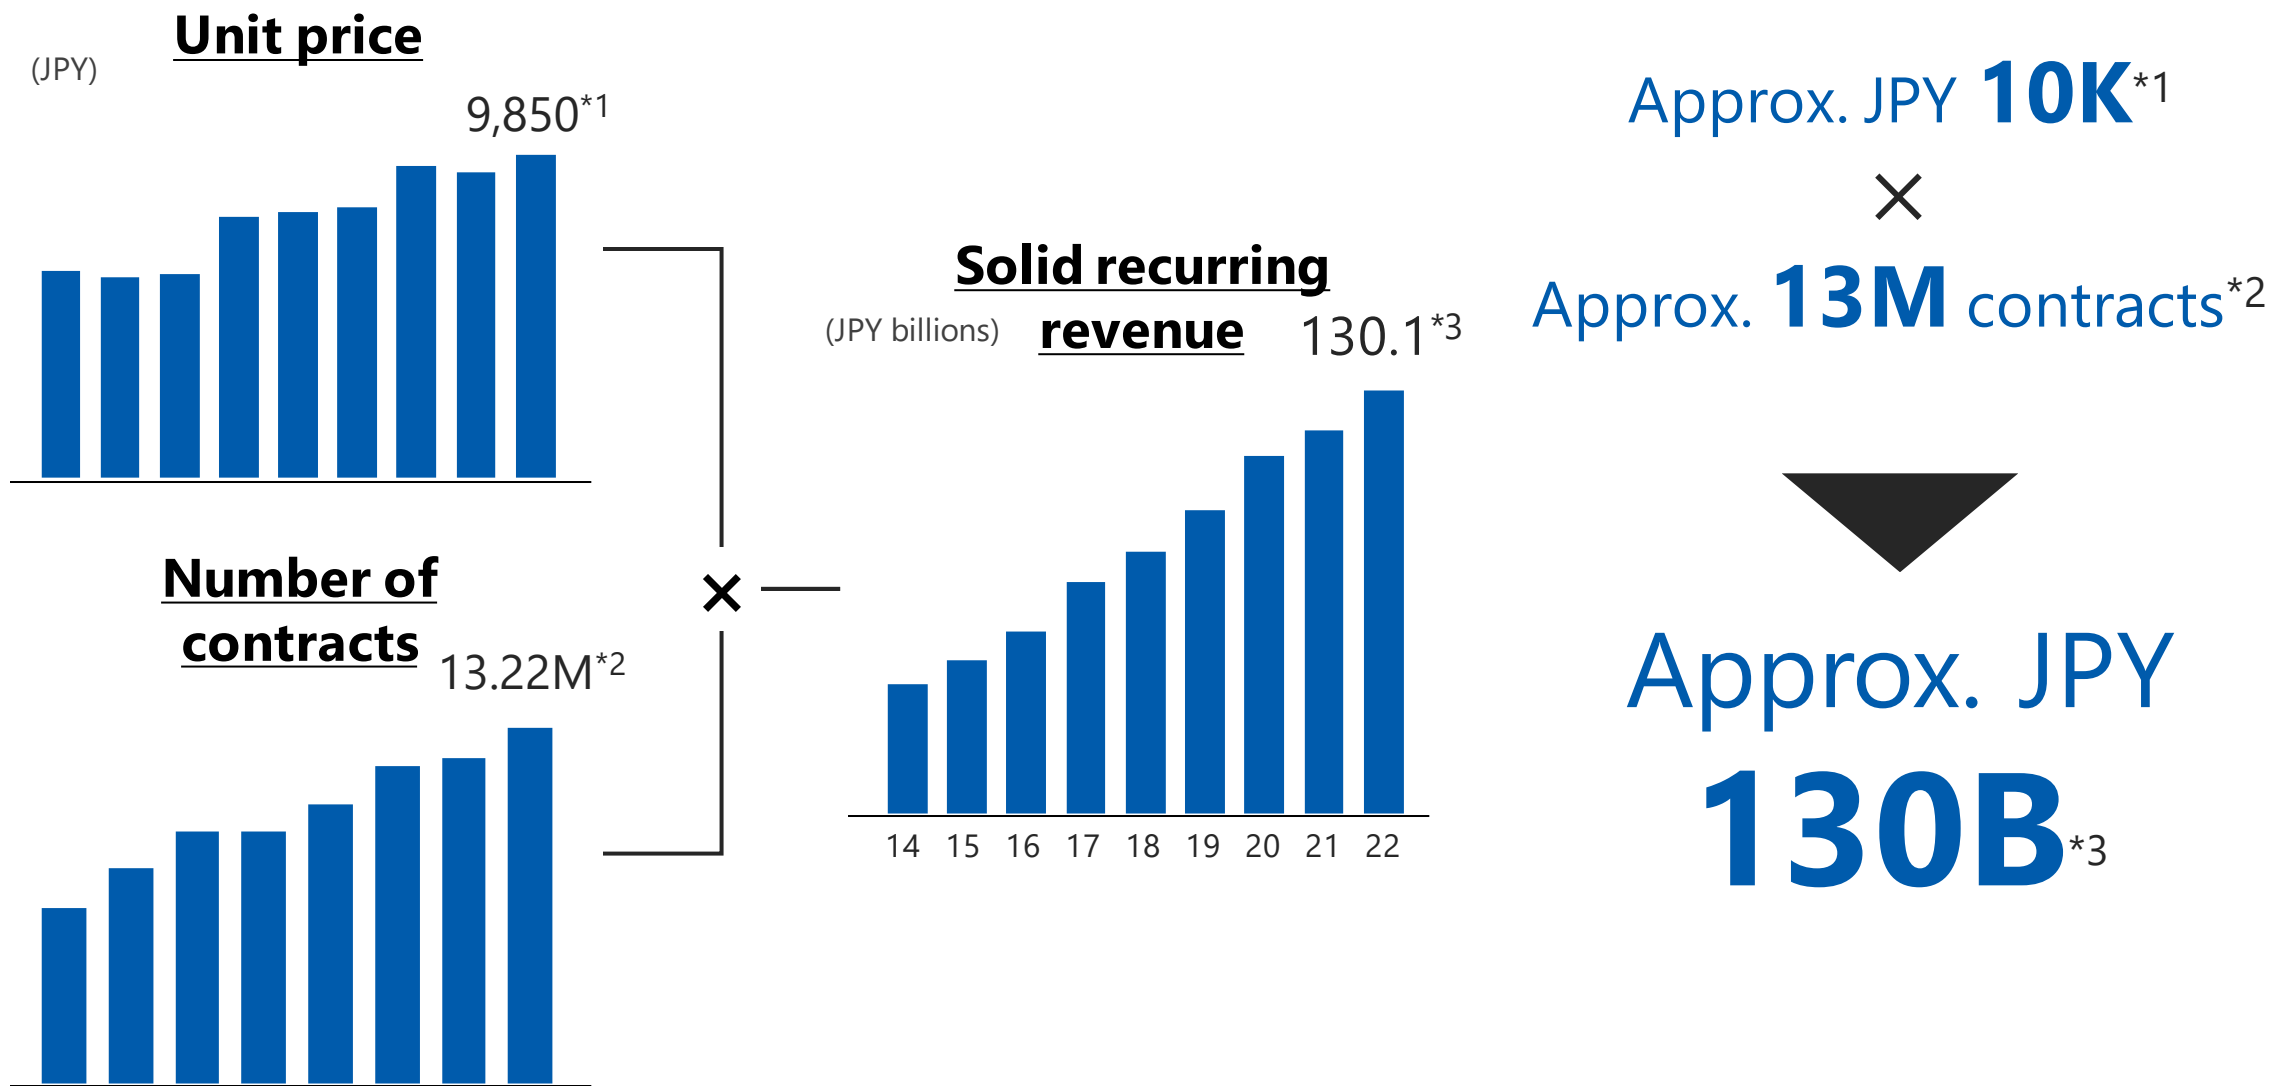 Unit price
(JPY)
9,850*1
Number of
contracts
13.22M*2
×
Solid recurring
revenue
(JPY billions)
130.1*3
14 15 16 17 18 19 20 21 22
Approx. JPY 10K*1
×
Approx. 13M contracts*2
Approx. JPY
130B*3